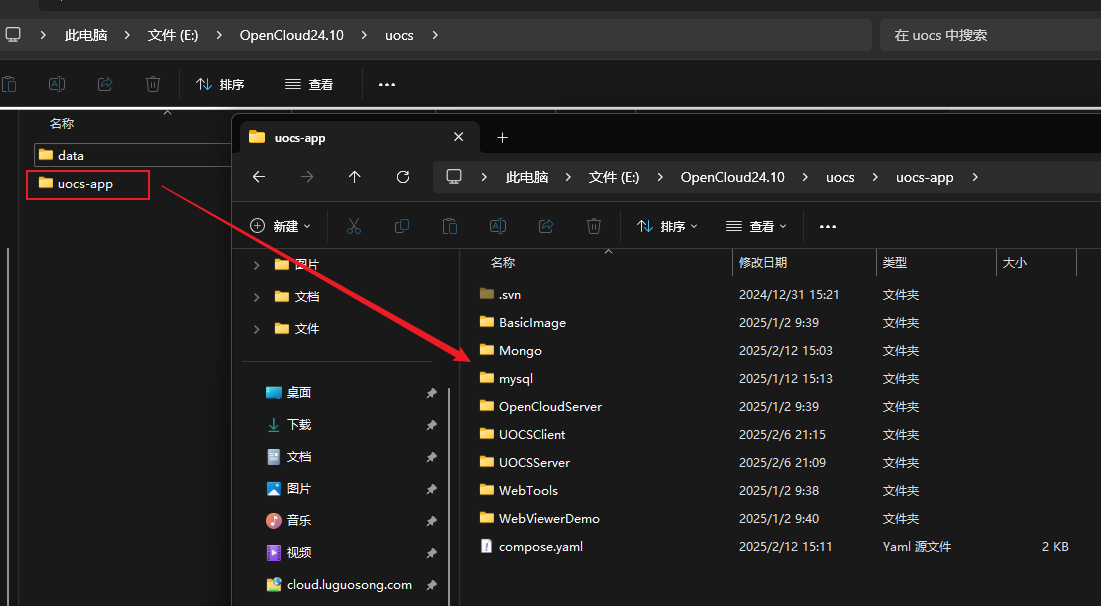 此电脑 > 文件 (E:) > OpenCloud24.10 > uocs >
在 uocs 中搜索
排序 查看 •••
名称
data
uocs-app
uocs-app
此电脑 > 文件 (E:) > OpenCloud24.10 > uocs > uocs-app >
新建 排序 查看 •••
图片
文档
文件
桌面
下载
文档
图片
音乐
视频
cloud.luguosong.com
名称 修改日期 类型 大小
.svn 2024/12/31 15:21 文件夹
BasicImage 2025/1/2 9:39 文件夹
Mongo 2025/2/12 15:03 文件夹
mysql 2025/1/12 15:13 文件夹
OpenCloudServer 2025/1/2 9:39 文件夹
UOCSClient 2025/2/6 21:15 文件夹
UOCSServer 2025/2/6 21:09 文件夹
WebTools 2025/1/2 9:38 文件夹
WebViewerDemo 2025/1/2 9:40 文件夹
compose.yaml 2025/2/12 15:11 Yaml 源文件 2 KB